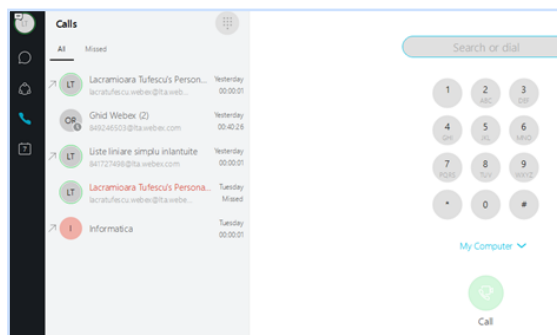 Calls
All Missed
LT Lacramioara Tufescu's Person... Yesterday
lacratufescu.webex@lta.web... 00:00:01
OR Ghid Webex (2) Yesterday
849246503@lta.webex.com 00:40:26
LT Liste liniare simplu inlantuite Yesterday
841727498@lta.webex.com 00:00:01
LT Lacramioara Tufescu's Persona... Tuesday
lacratufescu.webex@lta.webe... Missed
I Informatica Tuesday
00:00:01
7
Search or dial
1 2 3
ABC DEF
4 5 6
GHI JKL MNO
7 8 9
PQRS TUV WXYZ
* 0 #
My Computer
Call